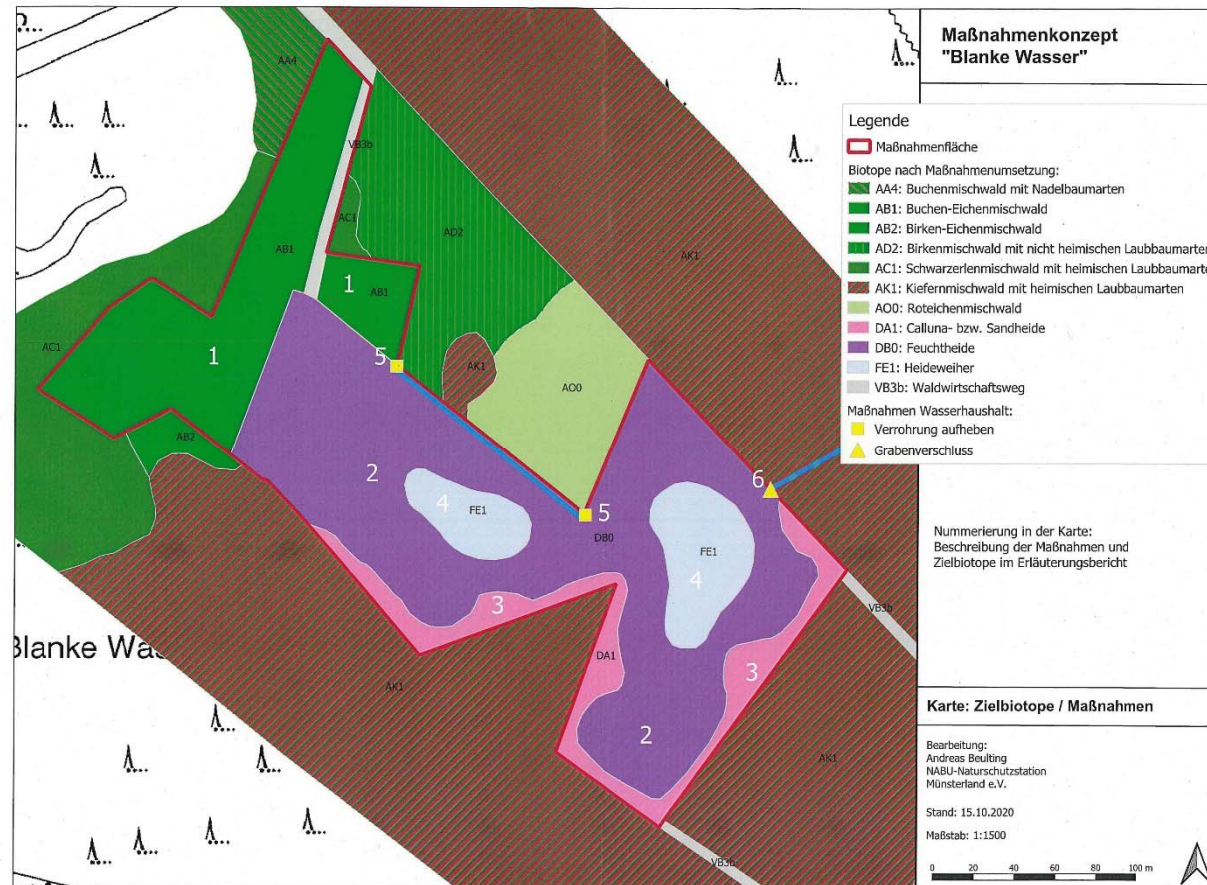 Maßnahmenkonzept
"Blanke Wasser"
Legende
Maßnahmenfläche
Biotope nach Maßnahmenumsetzung:
AA4: Buchenmischwald mit Nadelbaumarten
AB1: Buchen-Eichenmischwald
AB2: Birken-Eichenmischwald
AD2: Birkenmischwald mit nicht heimischen Laubbaumarten
AC1: Schwarzerlenmischwald mit heimischen Laubbaumarte
AK1: Kiefernmischwald mit heimischen Laubbaumarten
AO0: Roteichenmischwald
DA1: Calluna- bzw. Sandheide
DB0: Feuchtheide
FE1: Heideweiher
VB3b: Waldwirtschaftsweg
Maßnahmen Wasserhaushalt:
Verrohrung aufheben
Grabenverschluss
Nummerierung in der Karte:
Beschreibung der Maßnahmen und
Zielbiotope im Erläuterungsbericht
Karte: Zielbiotope / Maßnahmen
Bearbeitung:
Andreas Beulting
NABU-Naturschutzstation
Münsterland e.V.
Stand: 15.10.2020
Maßstab: 1:1500
0 20 40 60 80 100 m
AA4
VB3b
AC1
AD2
AB1
AK1
1
AB1
AC1
1
5
AK1
AO0
AB2
2
4
FE1
5
DB0
6
FE1
4
3
DA1
3
VB3b
Blanke Was
AK1
2
AK1
VB3b